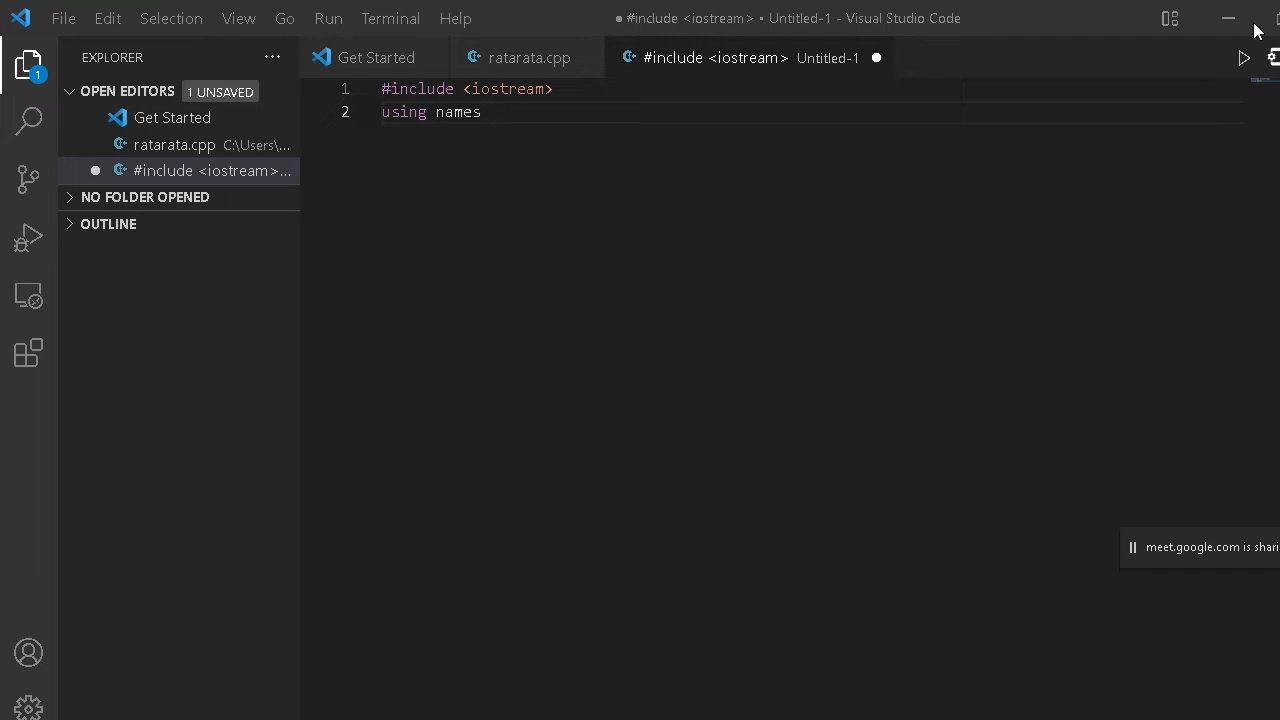 File Edit Selection View Go Run Terminal Help
● #include <iostream> • Untitled-1 - Visual Studio Code
EXPLORER ···
Get Started
ratarata.cpp
#include <iostream> Untitled-1 ●
OPEN EDITORS 1 UNSAVED
Get Started
ratarata.cpp C:\Users\...
● #include <iostream>...
NO FOLDER OPENED
OUTLINE
1
1 #include <iostream>
2 using names
meet.google.com is shari